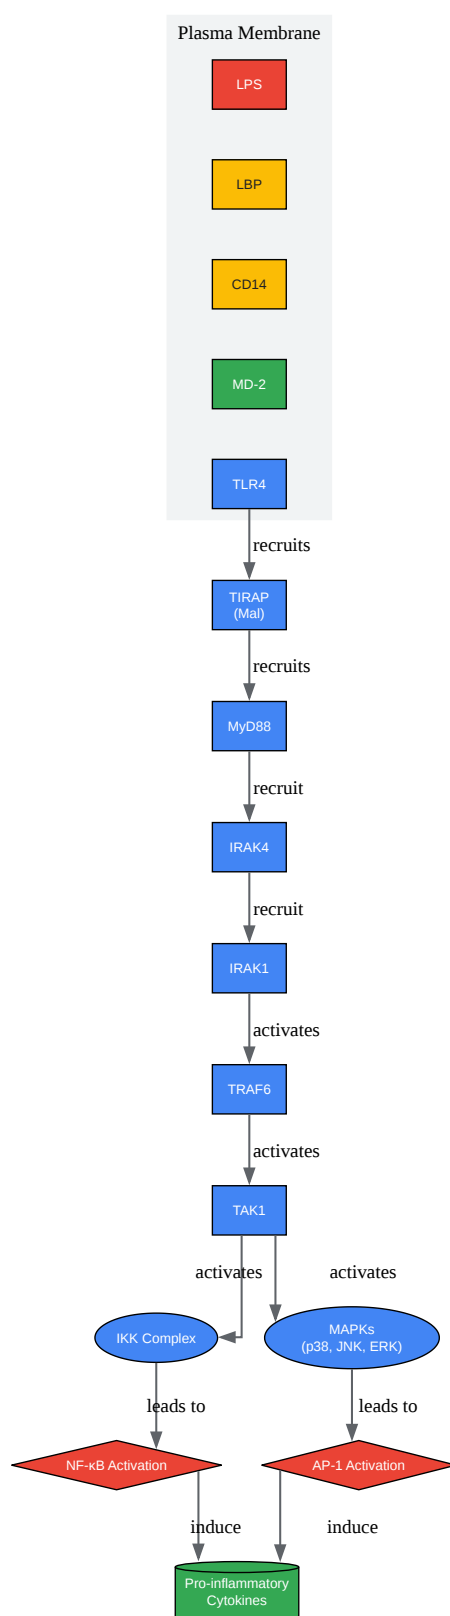 Plasma Membrane
LPS
LBP
CD14
MD-2
TLR4
recruits
TIRAP
(Mal)
recruits
MyD88
recruit
IRAK4
recruit
IRAK1
activates
TRAF6
activates
TAK1
activates
activates
IKK Complex
MAPKs
(p38, JNK, ERK)
leads to
leads to
NF-κB Activation
AP-1 Activation
induce
induce
Pro-inflammatory
Cytokines